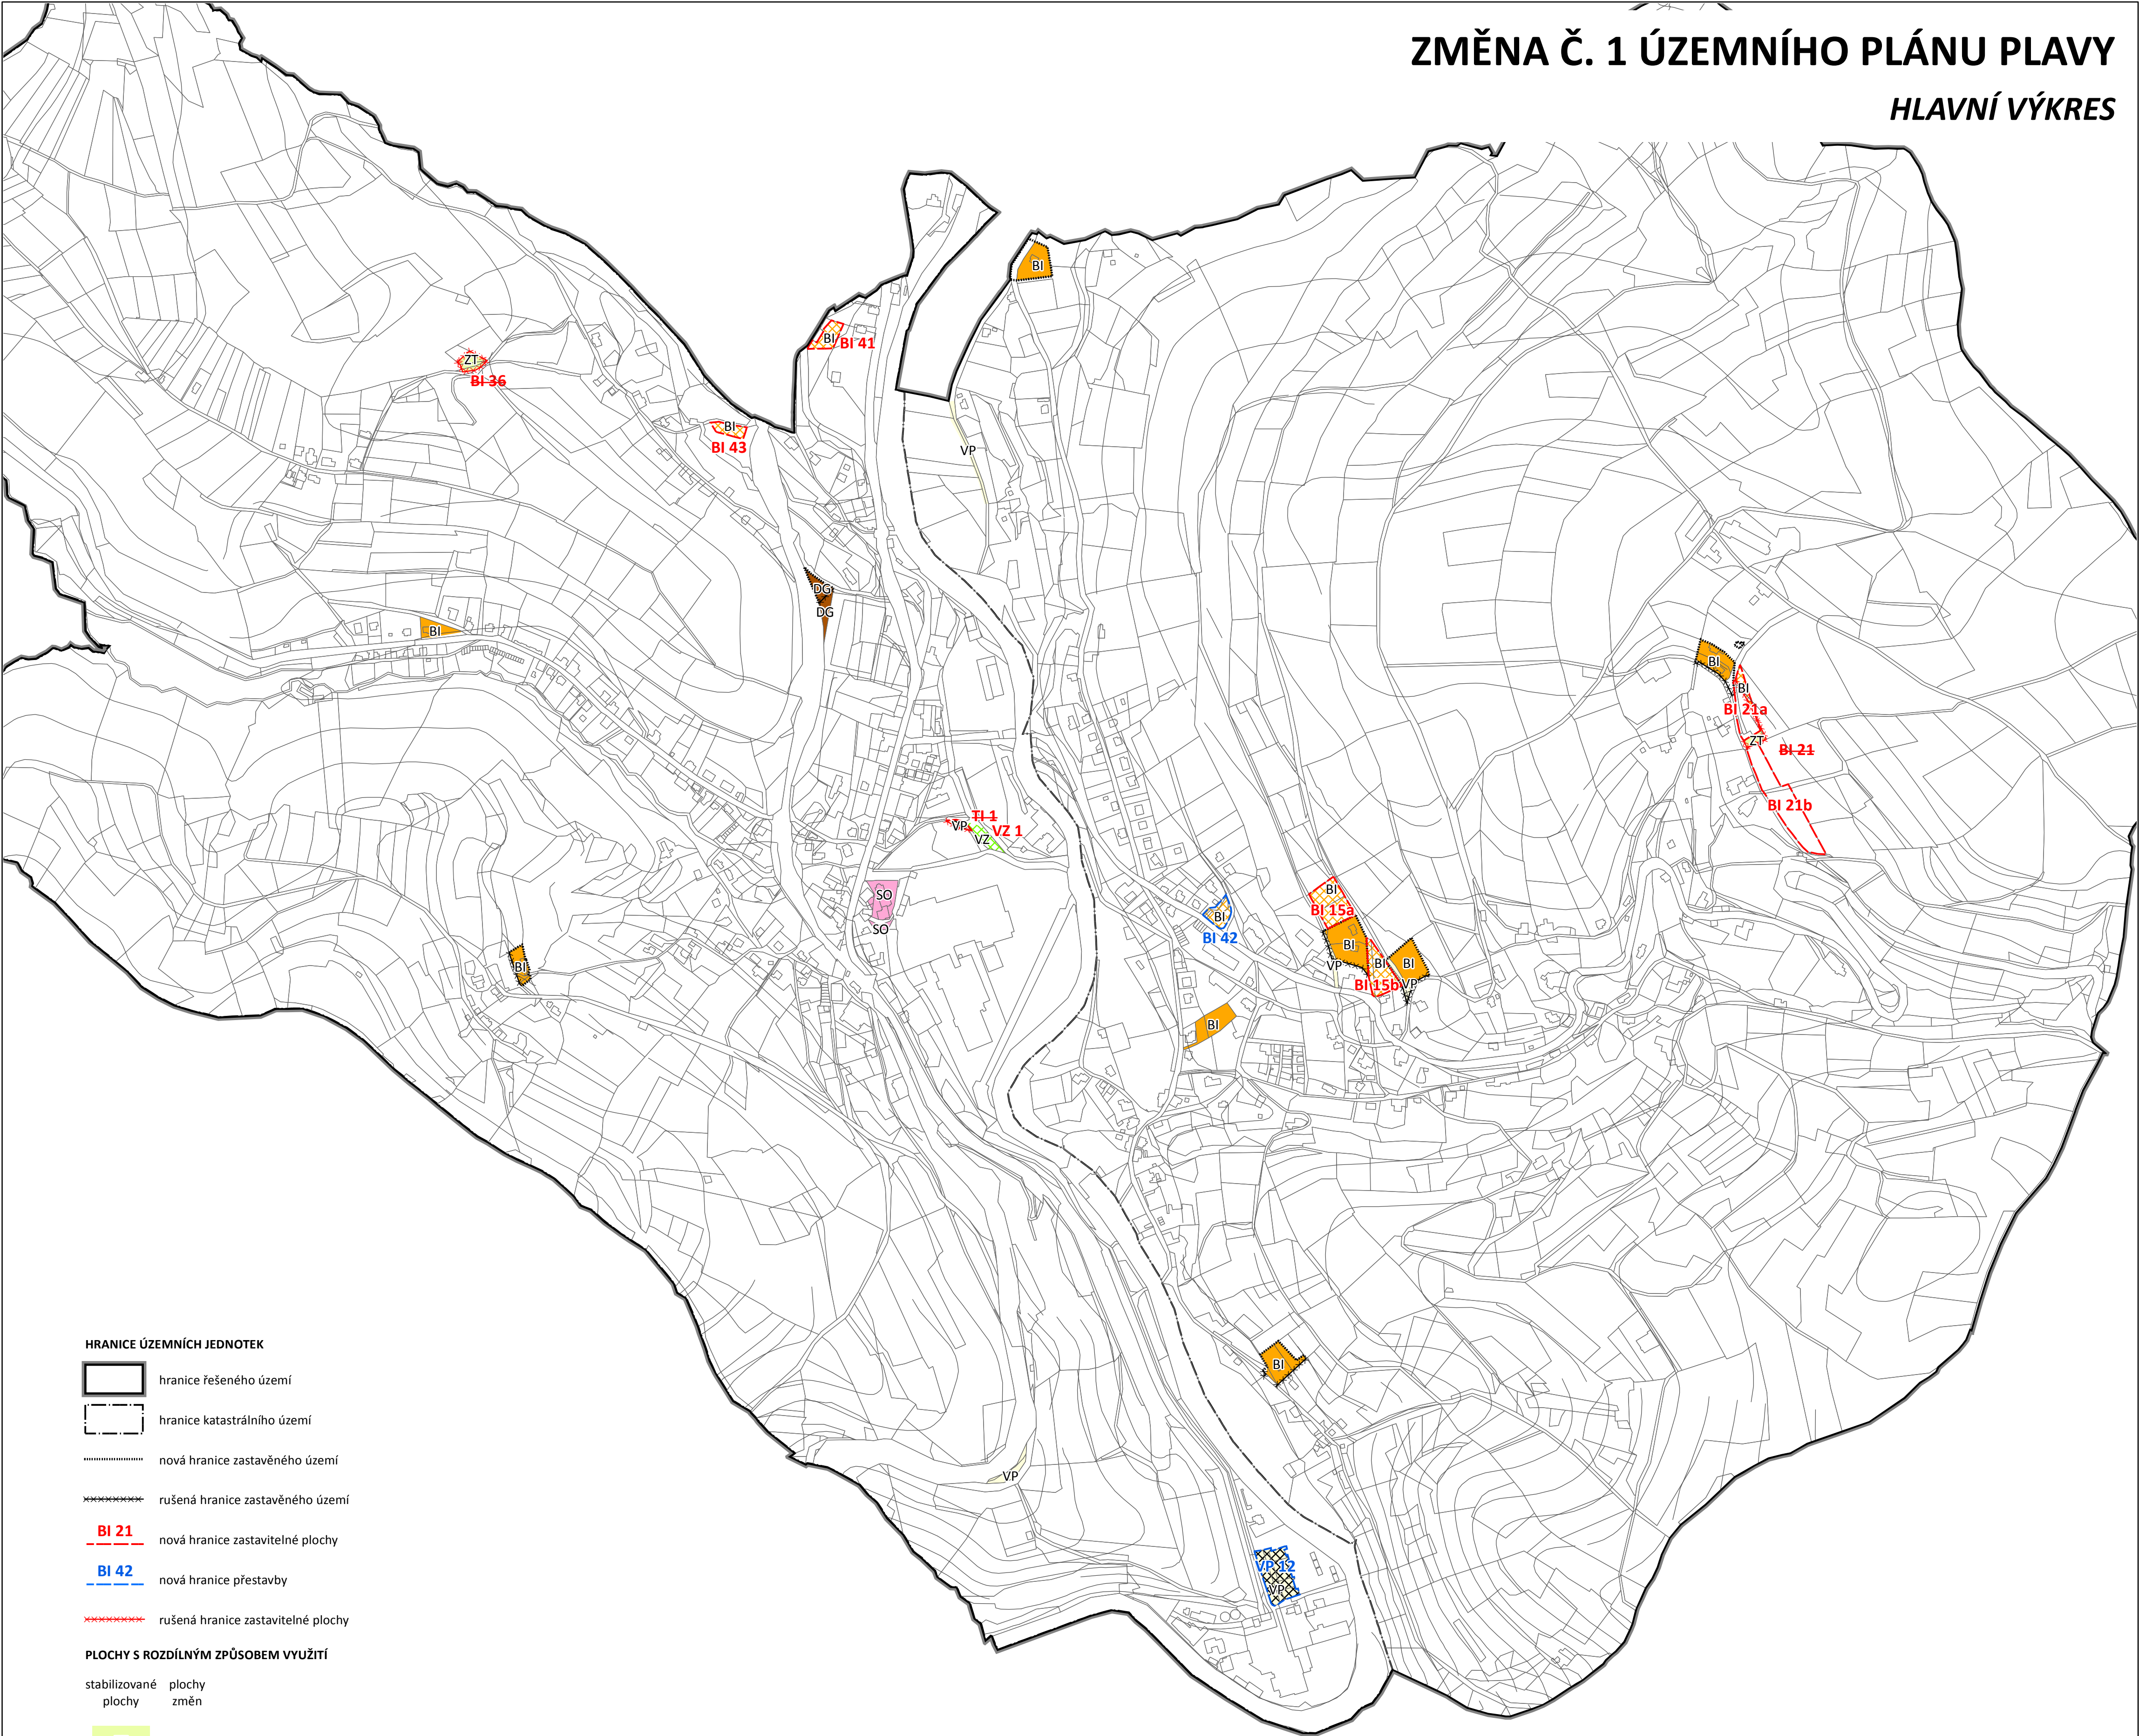 ZMĚNA Č. 1 ÚZEMNÍHO PLÁNU PLAVY
HLAVNÍ VÝKRES
BI
BI
BI 41
ZT
BI 36
BI
BI 43
VP
DG
DG
BI
BI
BI
BI 21a
ZT
BI 21
BI 21b
TI 1
VP
VZ 1
VZ
SO
SO
BI
BI 15a
BI
BI 42
BI
BI
BI
VP
BI 15b
VP
BI
BI
BI
VP
VP 12
VP
HRANICE ÚZEMNÍCH JEDNOTEK
hranice řešeného území
hranice katastrálního území
nová hranice zastavěného území
rušená hranice zastavěného území
BI 21
nová hranice zastavitelné plochy
BI 42
nová hranice přestavby
rušená hranice zastavitelné plochy
PLOCHY S ROZDÍLNÝM ZPŮSOBEM VYUŽITÍ
stabilizované plochy
plochy změn